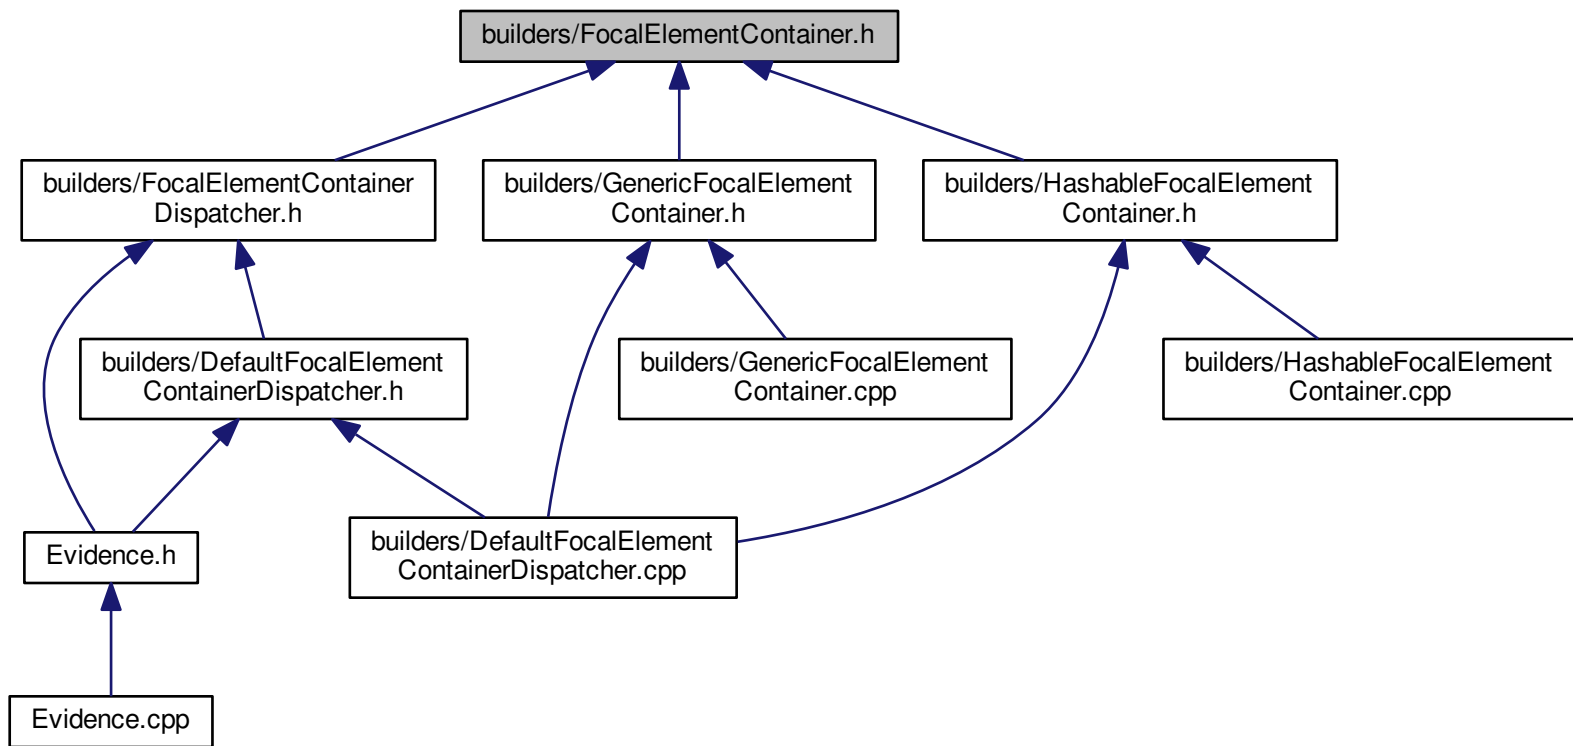 builders/FocalElementContainer.h
builders/FocalElementContainer
Dispatcher.h
builders/GenericFocalElement
Container.h
builders/HashableFocalElement
Container.h
builders/DefaultFocalElement
ContainerDispatcher.h
builders/GenericFocalElement
Container.cpp
builders/HashableFocalElement
Container.cpp
Evidence.h
builders/DefaultFocalElement
ContainerDispatcher.cpp
Evidence.cpp